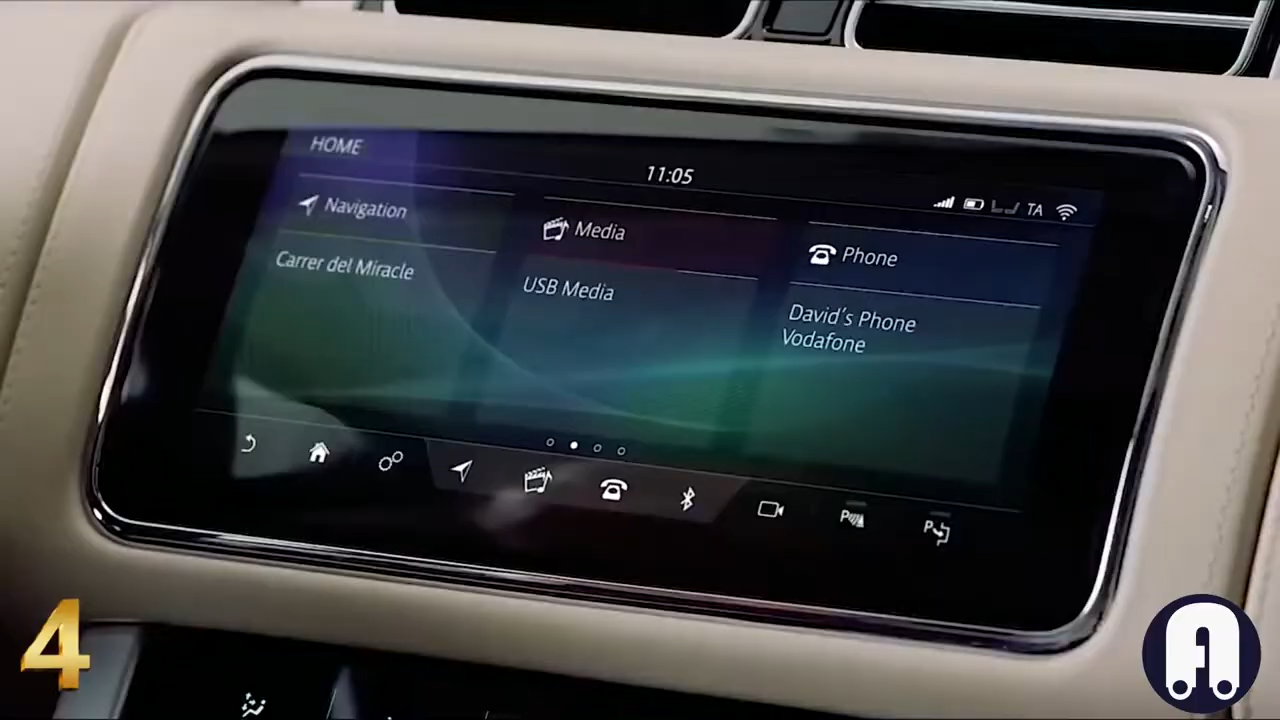 HOME
11:05
TA
Navigation
Media
Phone
Carrer del Miracle
USB Media
David's Phone
Vodafone
P
P
4
A